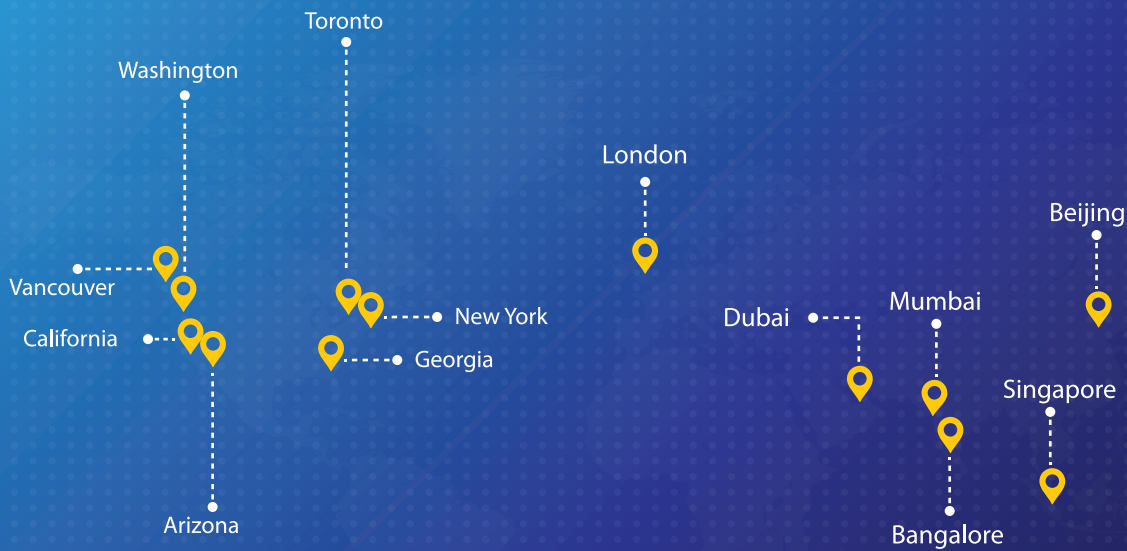 Toronto
Washington
London
Beijing
Vancouver
Mumbai
New York
Dubai
California
Georgia
Singapore
Arizona
Bangalore